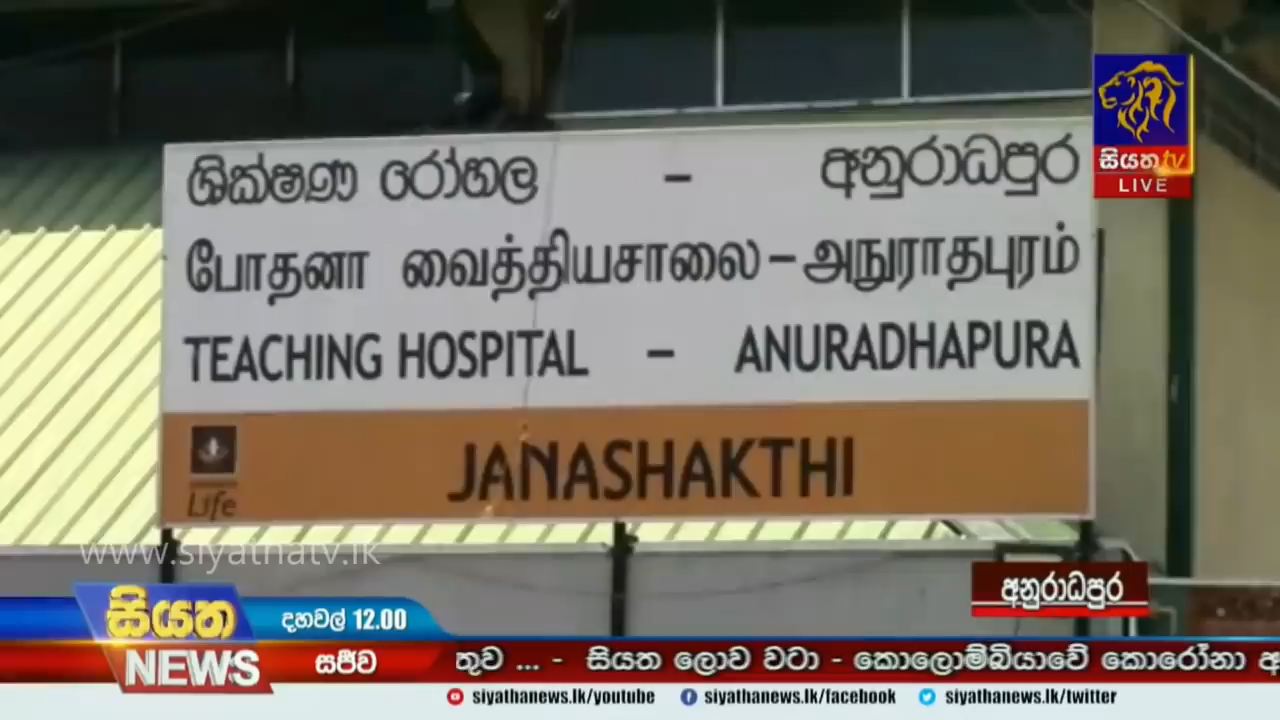 ශික්ෂණ රෝහල - අනුරාධපුර
போதனா வைத்தியசாலை - அநுராதபுரம்
TEACHING HOSPITAL - ANURADHAPURA
JANASHAKTHI
Life
සියත tv
LIVE
www.siyathatv.lk
අනුරාධපුර
සියත
NEWS
දහවල් 12.00
සජීව
තුව ... - සියත ලොව වටා - කොලොම්බියාවේ කොරෝනා
siyathanews.lk/youtube siyathanews.lk/facebook siyathanews.lk/twitter